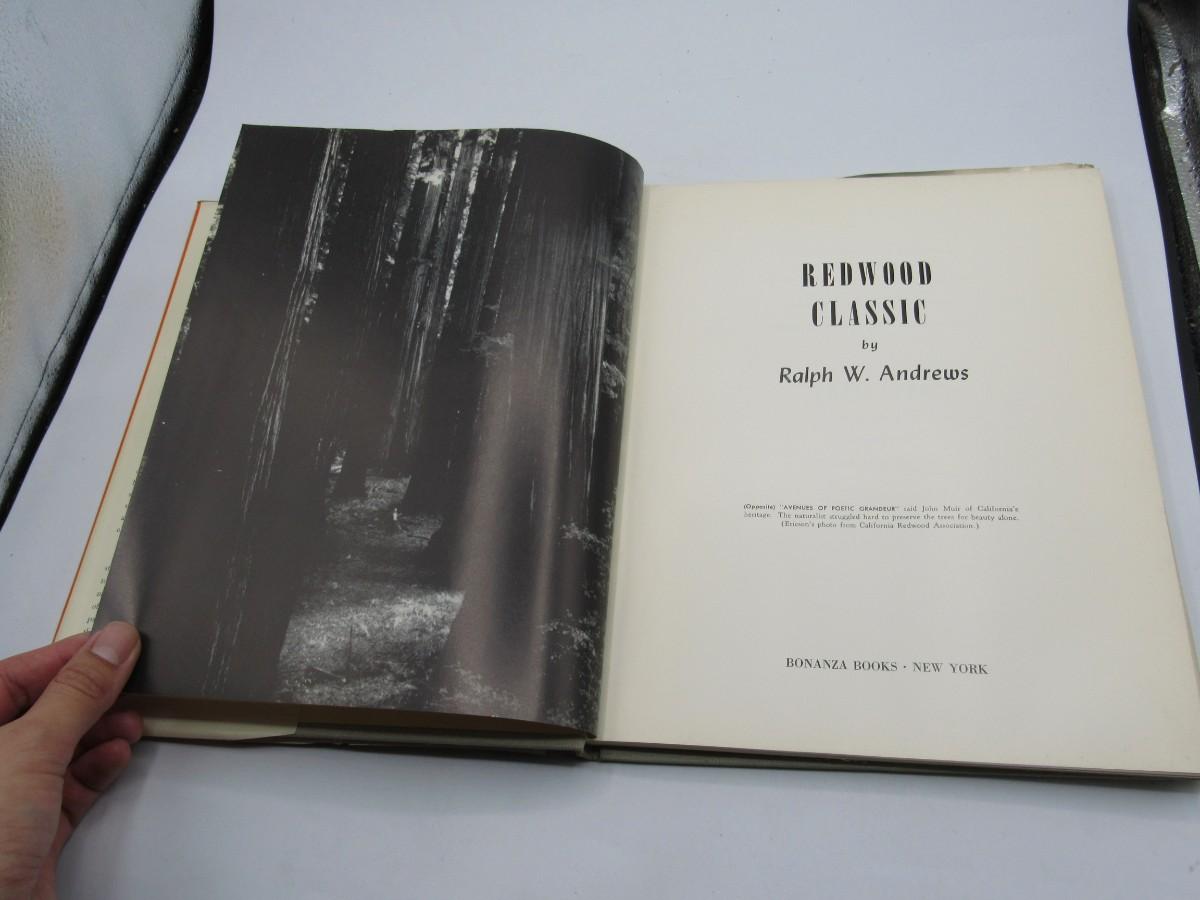 REDWOOD
CLASSIC
by
Ralph W. Andrews
(Opposite) "AVENUES OF POETIC GRANDEUR" said John Muir of California's
heritage. The naturalist struggled hard to preserve the trees for beauty alone.
(Ericson's photo from California Redwood Association.)
BONANZA BOOKS · NEW YORK